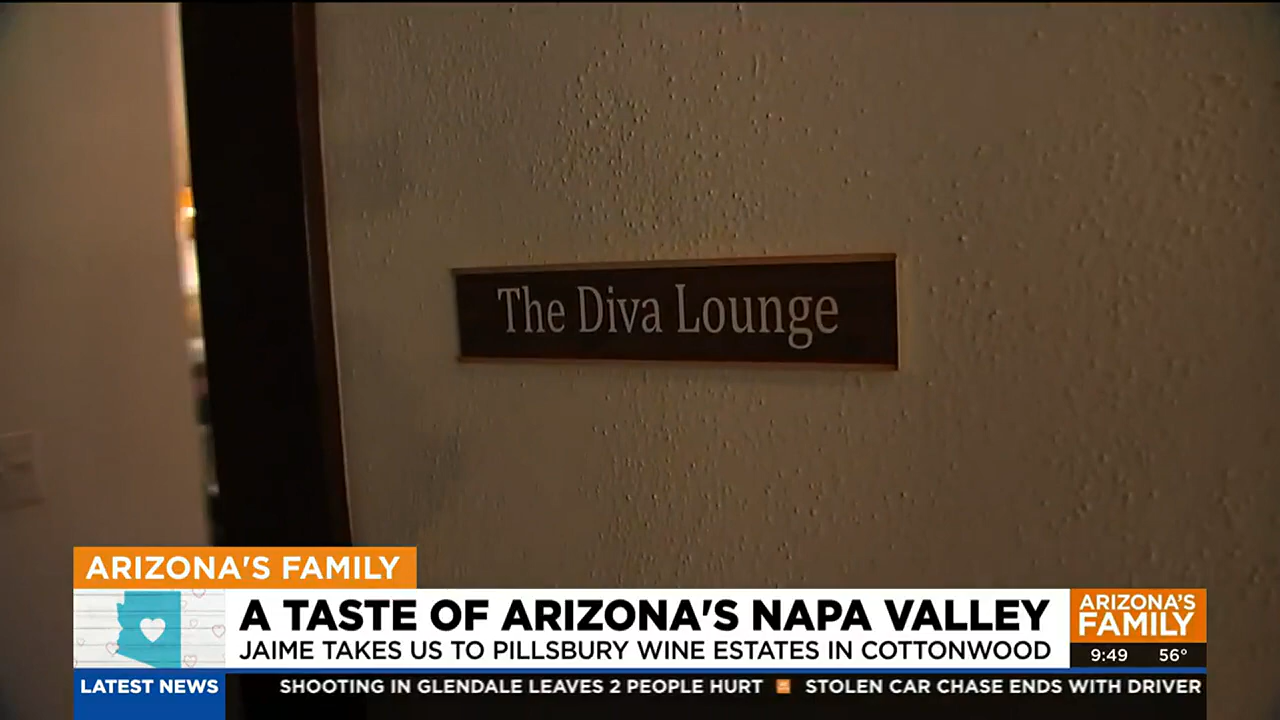 The Diva Lounge
ARIZONA'S FAMILY
A TASTE OF ARIZONA'S NAPA VALLEY
JAIME TAKES US TO PILLSBURY WINE ESTATES IN COTTONWOOD
ARIZONA'S
FAMILY
9:49 56°
LATEST NEWS
SHOOTING IN GLENDALE LEAVES 2 PEOPLE HURT
STOLEN CAR CHASE ENDS WITH DRIVER